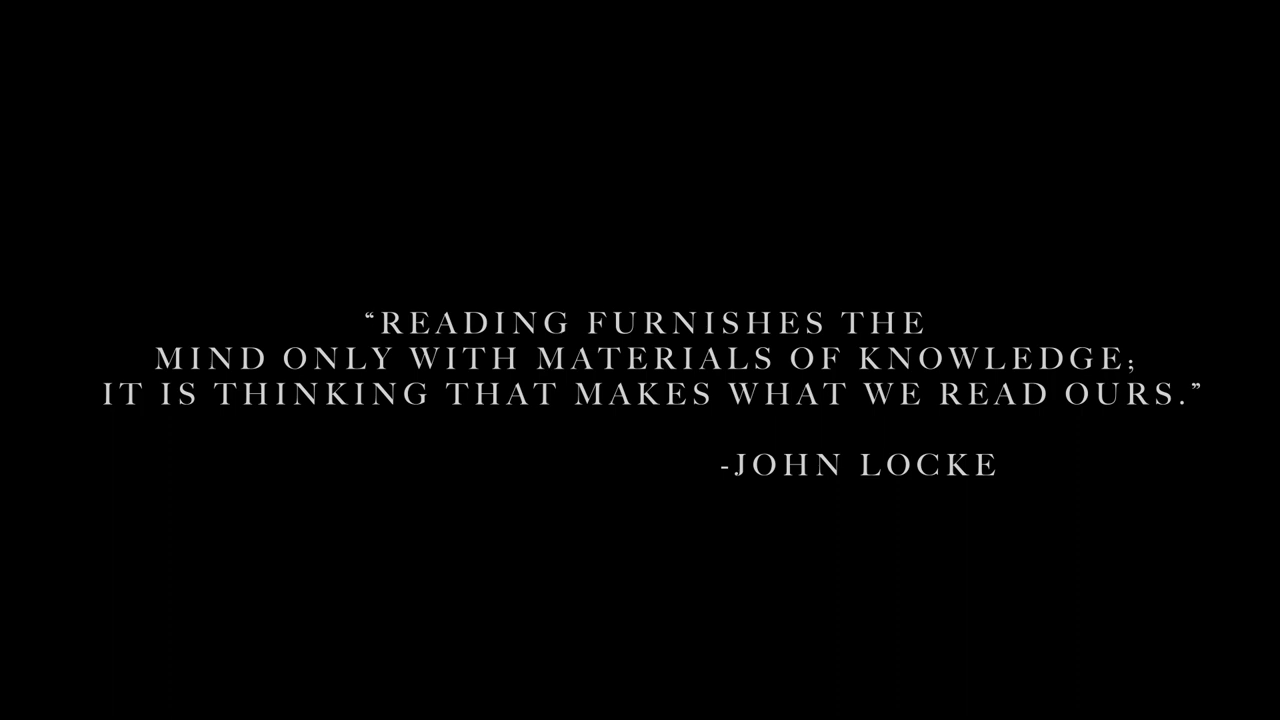 “READING FURNISHES THE
MIND ONLY WITH MATERIALS OF KNOWLEDGE;
IT IS THINKING THAT MAKES WHAT WE READ OURS.”
-JOHN LOCKE